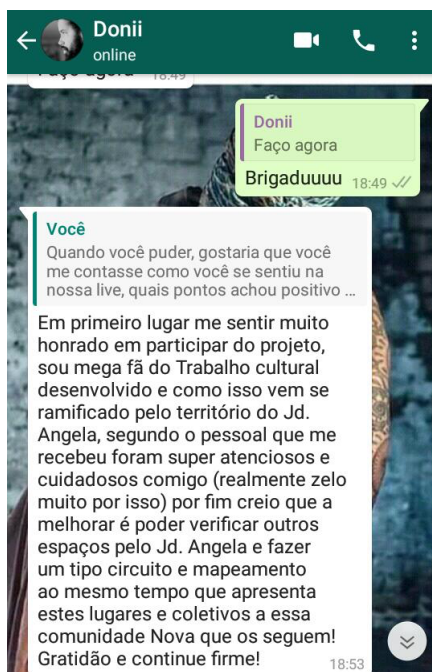 Donii
online
Faço agora 18:49
Donii
Faço agora
Brigaduuuu 18:49
Você
Quando você puder, gostaria que você
me contasse como você se sentiu na
nossa live, quais pontos achou positivo ...
Em primeiro lugar me sentir muito
honrado em participar do projeto,
sou mega fã do Trabalho cultural
desenvolvido e como isso vem se
ramificado pelo território do Jd.
Angela, segundo o pessoal que me
recebeu foram super atenciosos e
cuidadosos comigo (realmente zelo
muito por isso) por fim creio que a
melhorar é poder verificar outros
espaços pelo Jd. Angela e fazer
um tipo circuito e mapeamento
ao mesmo tempo que apresenta
estes lugares e coletivos a essa
comunidade Nova que os seguem!
Gratidão e continue firme! 18:53